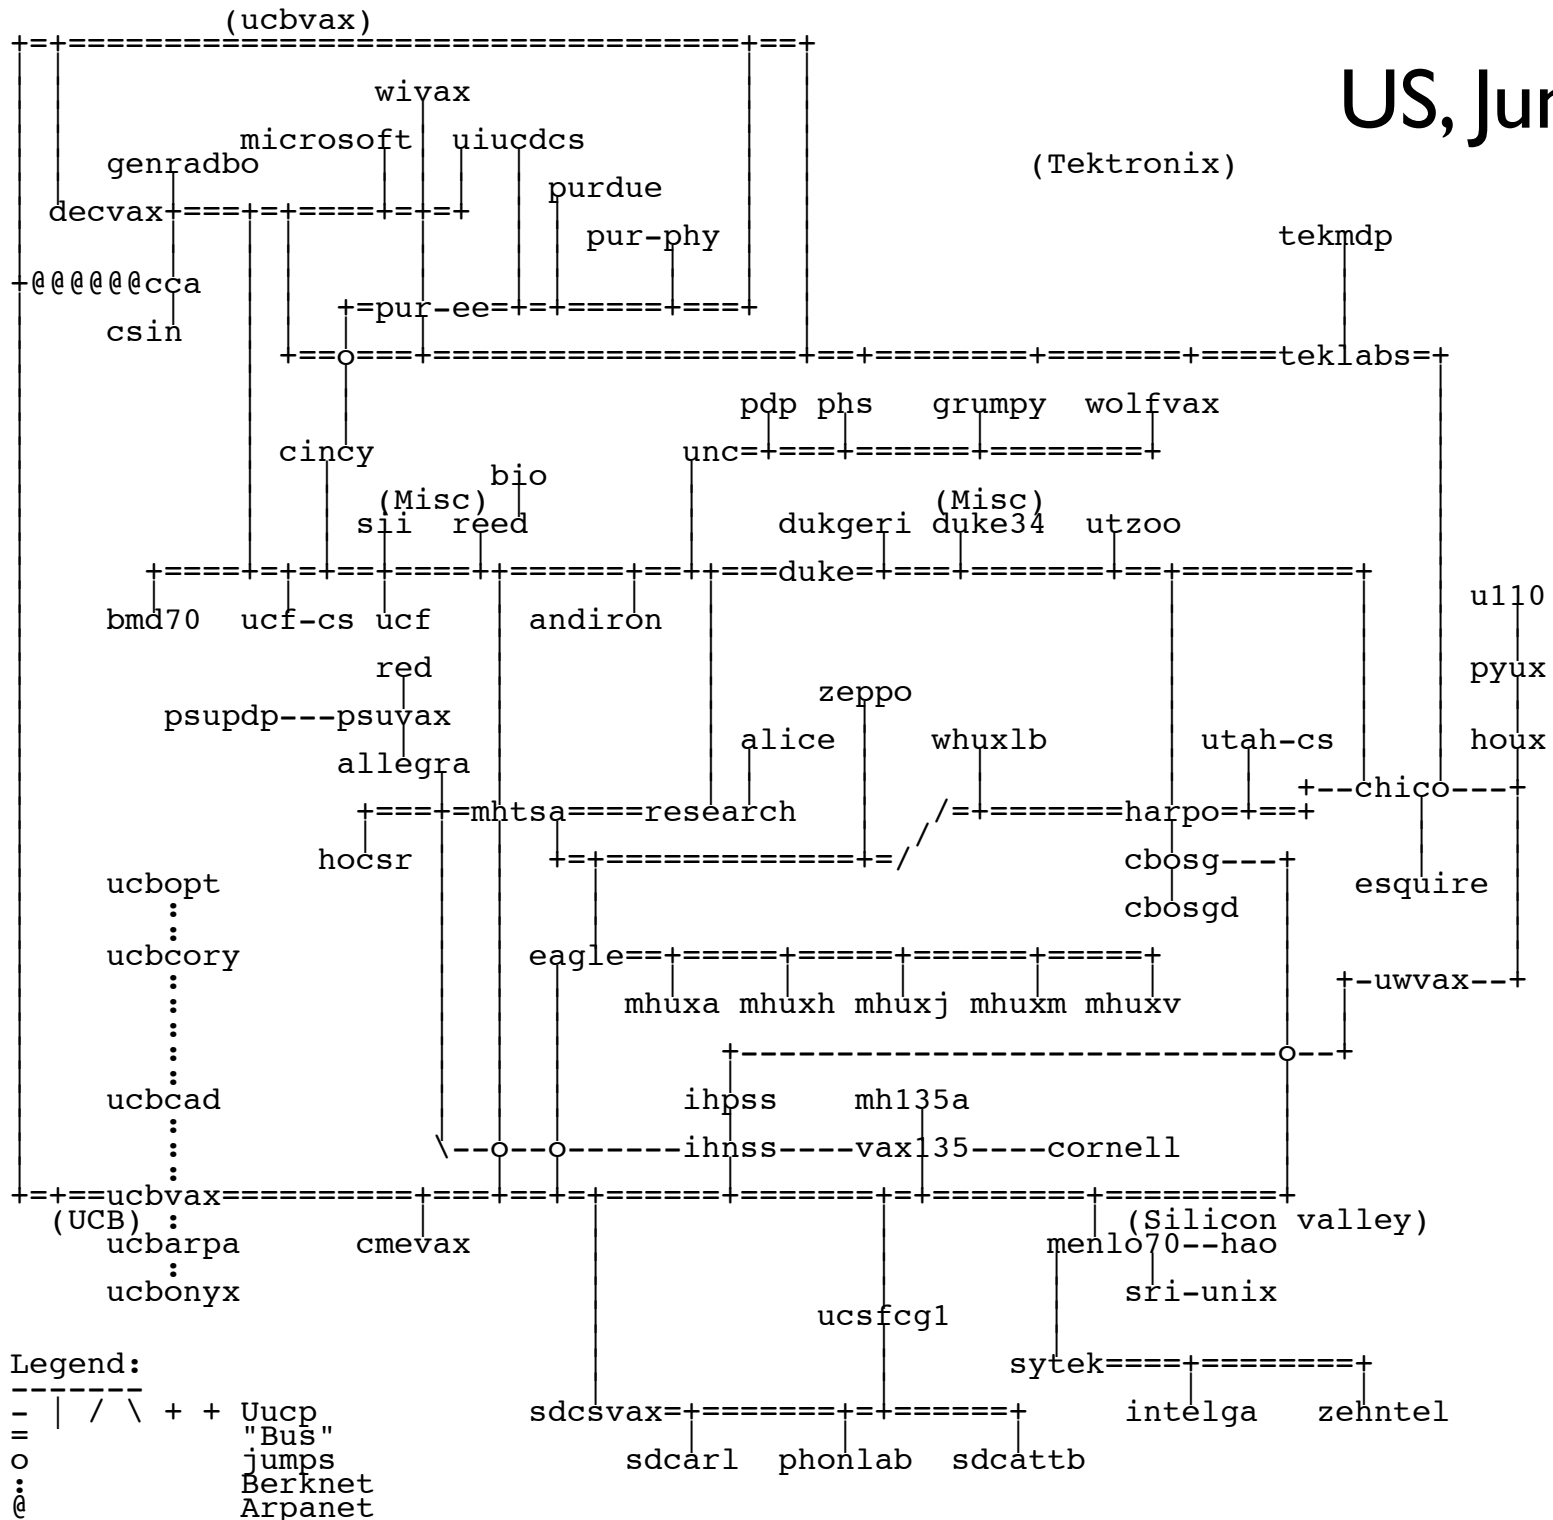 (ucbvax)
+=+===================================+==+
wivax
US, Jun
microsoft uiucdcs
genradbo (Tektronix)
purdue
decvax+===+=+====+=+=+
pur-phy tekmdp
+@@@@@@cca
+=pur-ee=+=+=====+===+
csin
+==o===+===================+==+========+=======+====teklabs=+
pdp phs grumpy wolfvax
cincy unc=+===+======+========+
bio
(Misc) (Misc)
sii reed dukgeri duke34 utzoo
+====+=+=+==+====++======+==++===duke=+===+=======+==+=========+
u110
bmd70 ucf-cs ucf andiron
red pyux
zeppo
psupdp---psuvax
alice whuxlb utah-cs houx
allegra
+--chico---+
+===+=mhtsa====research /=+=======harpo=+==+
/
hocsr +=+=============+=/ cbosg---+
ucbopt esquire
: cbosgd
:
ucbcory eagle==+=====+=====+======+=====+
: +-uwvax--+
: mhuxa mhuxh mhuxj mhuxm mhuxv
:
: +----------------------------o--+
:
ucbcad ihpss mh135a
:
: \--o--o------ihnss----vax135----cornell
:
+=+==ucbvax==========+===+==+=+======+=======+=+========+=========+
(UCB) : (Silicon valley)
ucbarpa cmevax menlo70--hao
:
ucbonyx sri-unix
ucsfcg1
Legend: sytek====+========+
-------
- | / \ + + Uucp sdcsvax=+=======+=+======+ intelga zehntel
= "Bus"
o jumps sdcarl phonlab sdcattb
: Berknet
@ Arpanet